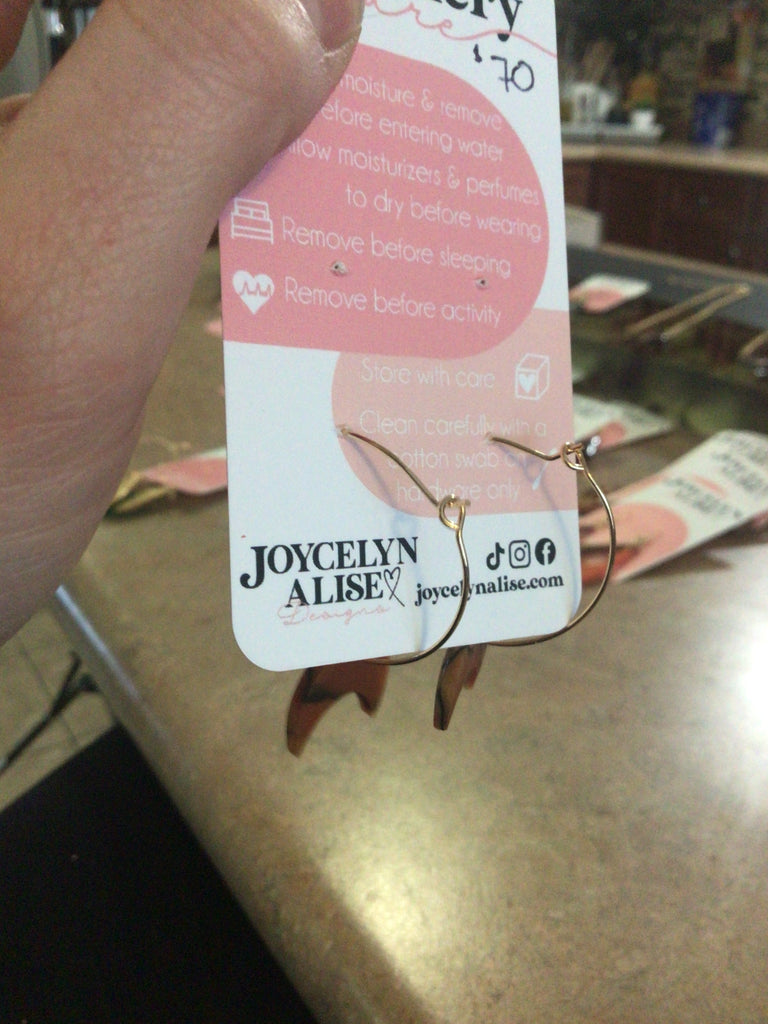 $70
moisture & remove
before entering water
moisturizers & perfumes
to dry before wearing
Remove before sleeping
Remove before activity
Store with care
Clean carefully with a
cotton swab on
hardware only
JOYCELYN
ALISE
Designs
joycelynalise.com